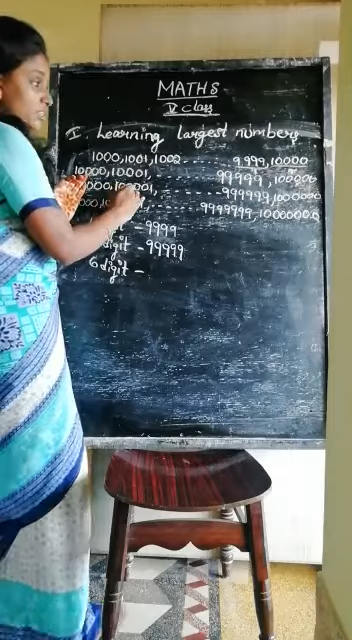 MATHS
V class
I. Learning largest numbers
1000, 1001, 1002 ..... 9999, 10000
10000, 10001, 99999, 100000
999999, 1000000
9999999, 10000000
- 9999
digit - 99999
6 digit -